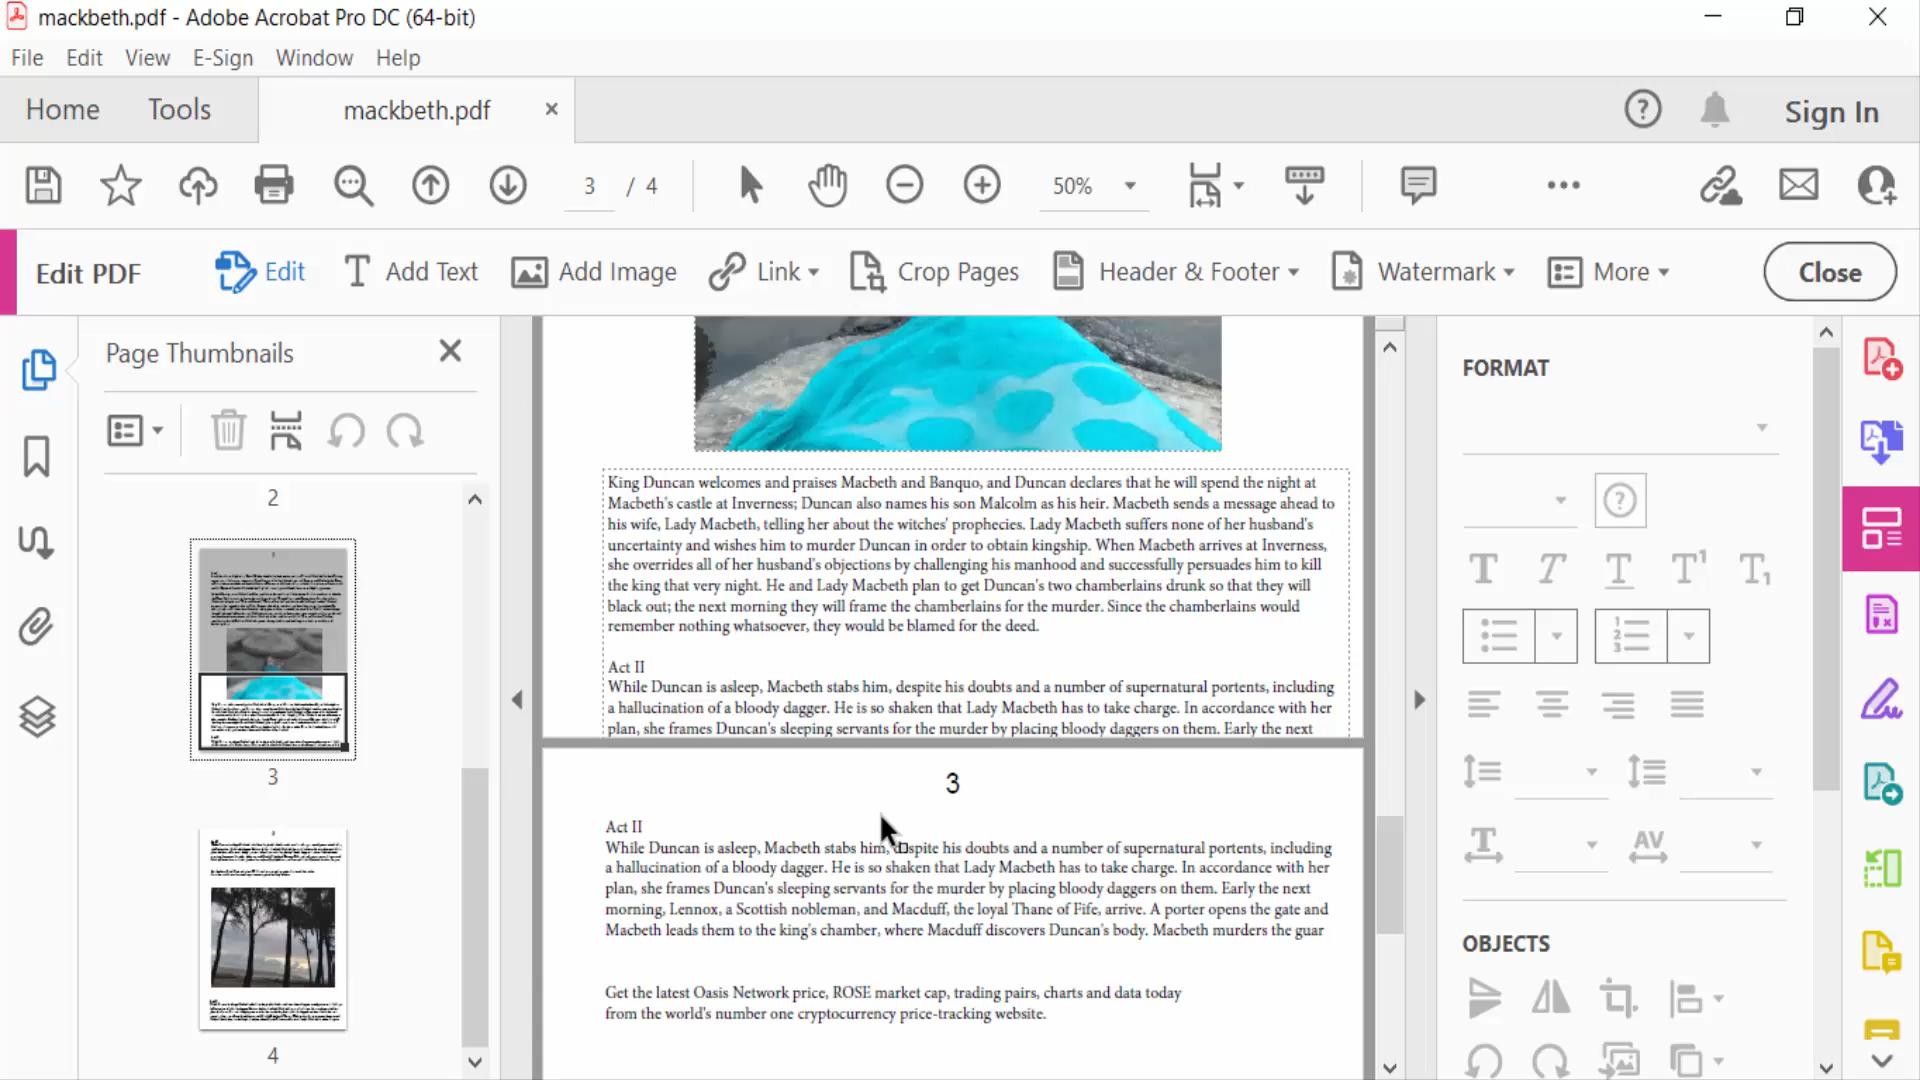 mackbeth.pdf - Adobe Acrobat Pro DC (64-bit)
File Edit View E-Sign Window Help
Home Tools mackbeth.pdf × Sign In
3 / 4 50%
Edit PDF Edit Add Text Add Image Link Crop Pages Header & Footer Watermark More Close
Page Thumbnails
2
3
4
King Duncan welcomes and praises Macbeth and Banquo, and Duncan declares that he will spend the night at
Macbeth's castle at Inverness; Duncan also names his son Malcolm as his heir. Macbeth sends a message ahead to
his wife, Lady Macbeth, telling her about the witches' prophecies. Lady Macbeth suffers none of her husband's
uncertainty and wishes him to murder Duncan in order to obtain kingship. When Macbeth arrives at Inverness,
she overrides all of her husband's objections by challenging his manhood and successfully persuades him to kill
the king that very night. He and Lady Macbeth plan to get Duncan's two chamberlains drunk so that they will
black out; the next morning they will frame the chamberlains for the murder. Since the chamberlains would
remember nothing whatsoever, they would be blamed for the deed.
Act II
While Duncan is asleep, Macbeth stabs him, despite his doubts and a number of supernatural portents, including
a hallucination of a bloody dagger. He is so shaken that Lady Macbeth has to take charge. In accordance with her
plan, she frames Duncan's sleeping servants for the murder by placing bloody daggers on them. Early the next
3
Act II
While Duncan is asleep, Macbeth stabs him, despite his doubts and a number of supernatural portents, including
a hallucination of a bloody dagger. He is so shaken that Lady Macbeth has to take charge. In accordance with her
plan, she frames Duncan's sleeping servants for the murder by placing bloody daggers on them. Early the next
morning, Lennox, a Scottish nobleman, and Macduff, the loyal Thane of Fife, arrive. A porter opens the gate and
Macbeth leads them to the king's chamber, where Macduff discovers Duncan's body. Macbeth murders the guar
Get the latest Oasis Network price, ROSE market cap, trading pairs, charts and data today
from the world's number one cryptocurrency price-tracking website.
FORMAT
OBJECTS